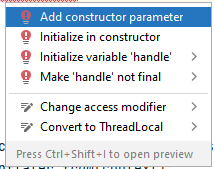 Add constructor parameter
Initialize in constructor
Initialize variable 'handle'
Make 'handle' not final
Change access modifier
Convert to ThreadLocal
Press Ctrl+Shift+I to open preview